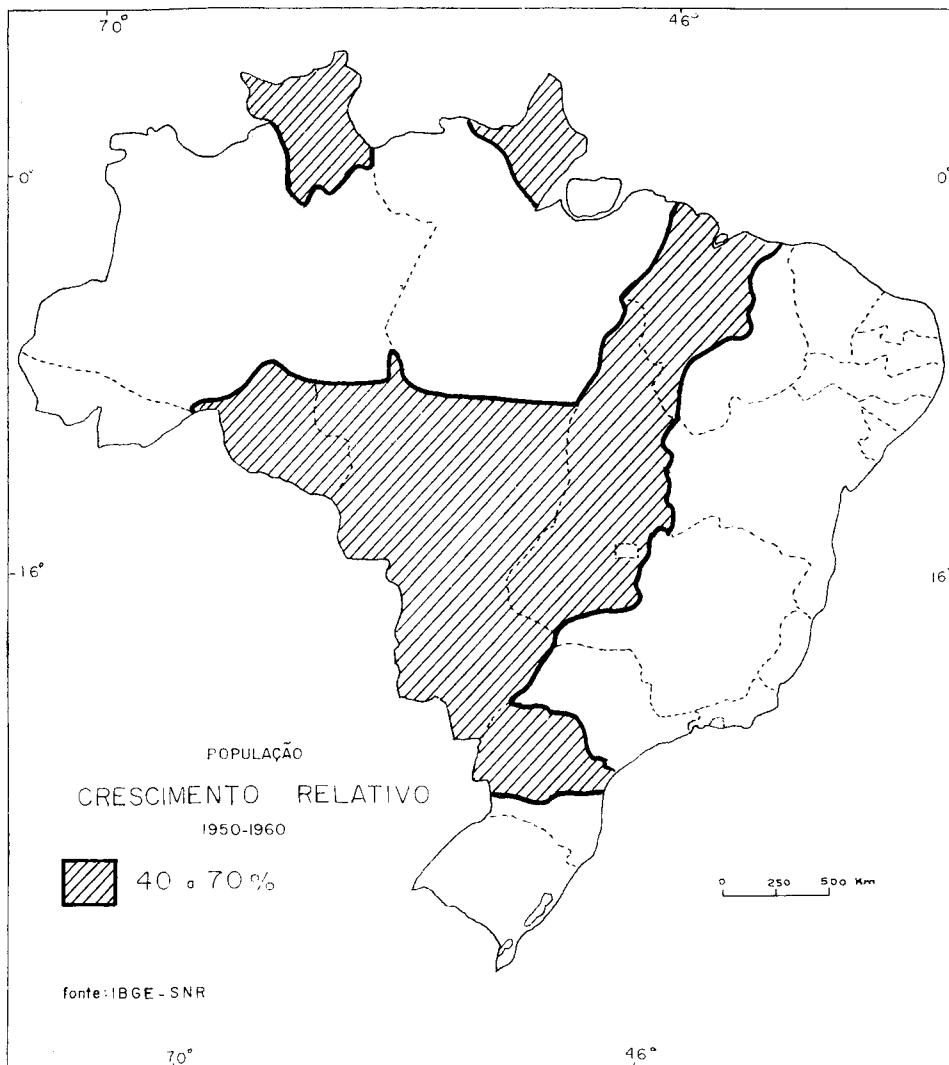 70°
46°
0°
0°
16°
16°
POPULAÇÃO
CRESCIMENTO RELATIVO
1950-1960
40 a 70%
0 250 500 Km
fonte: IBGE - SNR
70°
46°